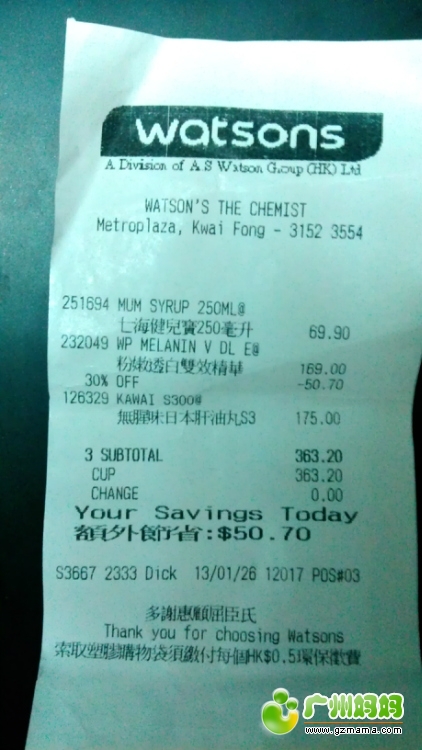 watsons
A Division of A S Watson Group (HK) Ltd
WATSON'S THE CHEMIST
Metroplaza, Kwai Fong - 3152 3554
251694 MUM SYRUP 250ML@
七海健兒寶250毫升 69.90
232049 WP MELANIN V DL E@
粉嫩透白雙效精華 169.00
30% OFF -50.70
126329 KAWAI S300@
無腥味日本肝油丸S3 175.00
3 SUBTOTAL 363.20
CUP 363.20
CHANGE 0.00
Your Savings Today
額外節省:$50.70
S3667 2333 Dick 13/01/26 12017 POS#03
多謝惠顧屈臣氏
Thank you for choosing Watsons
索取塑膠購物袋須繳付每個HK$0.5環保徵費
广州妈妈
www.gzmama.com